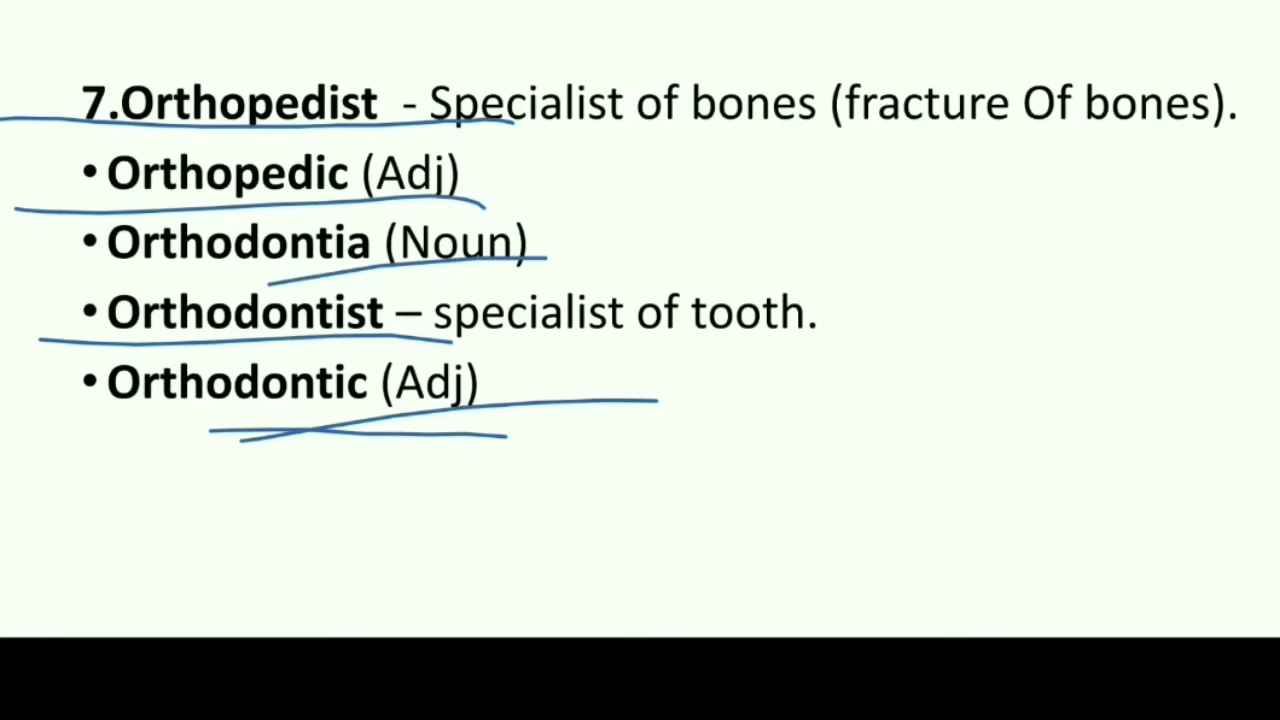 7.Orthopedist - Specialist of bones (fracture Of bones).
• Orthopedic (Adj)
• Orthodontia (Noun)
• Orthodontist – specialist of tooth.
• Orthodontic (Adj)